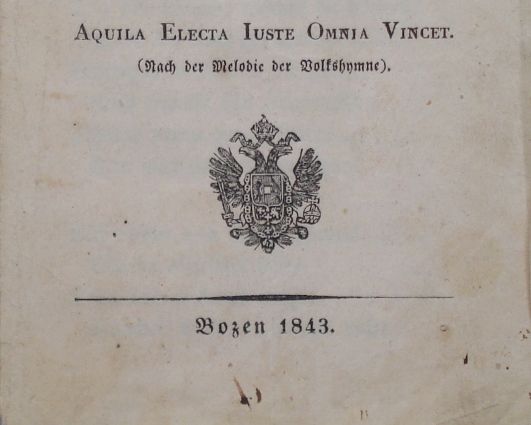 Aquila Electa Iuste Omnia Vincet.
(Nach der Melodie der Volkshymne).
Bozen 1843.